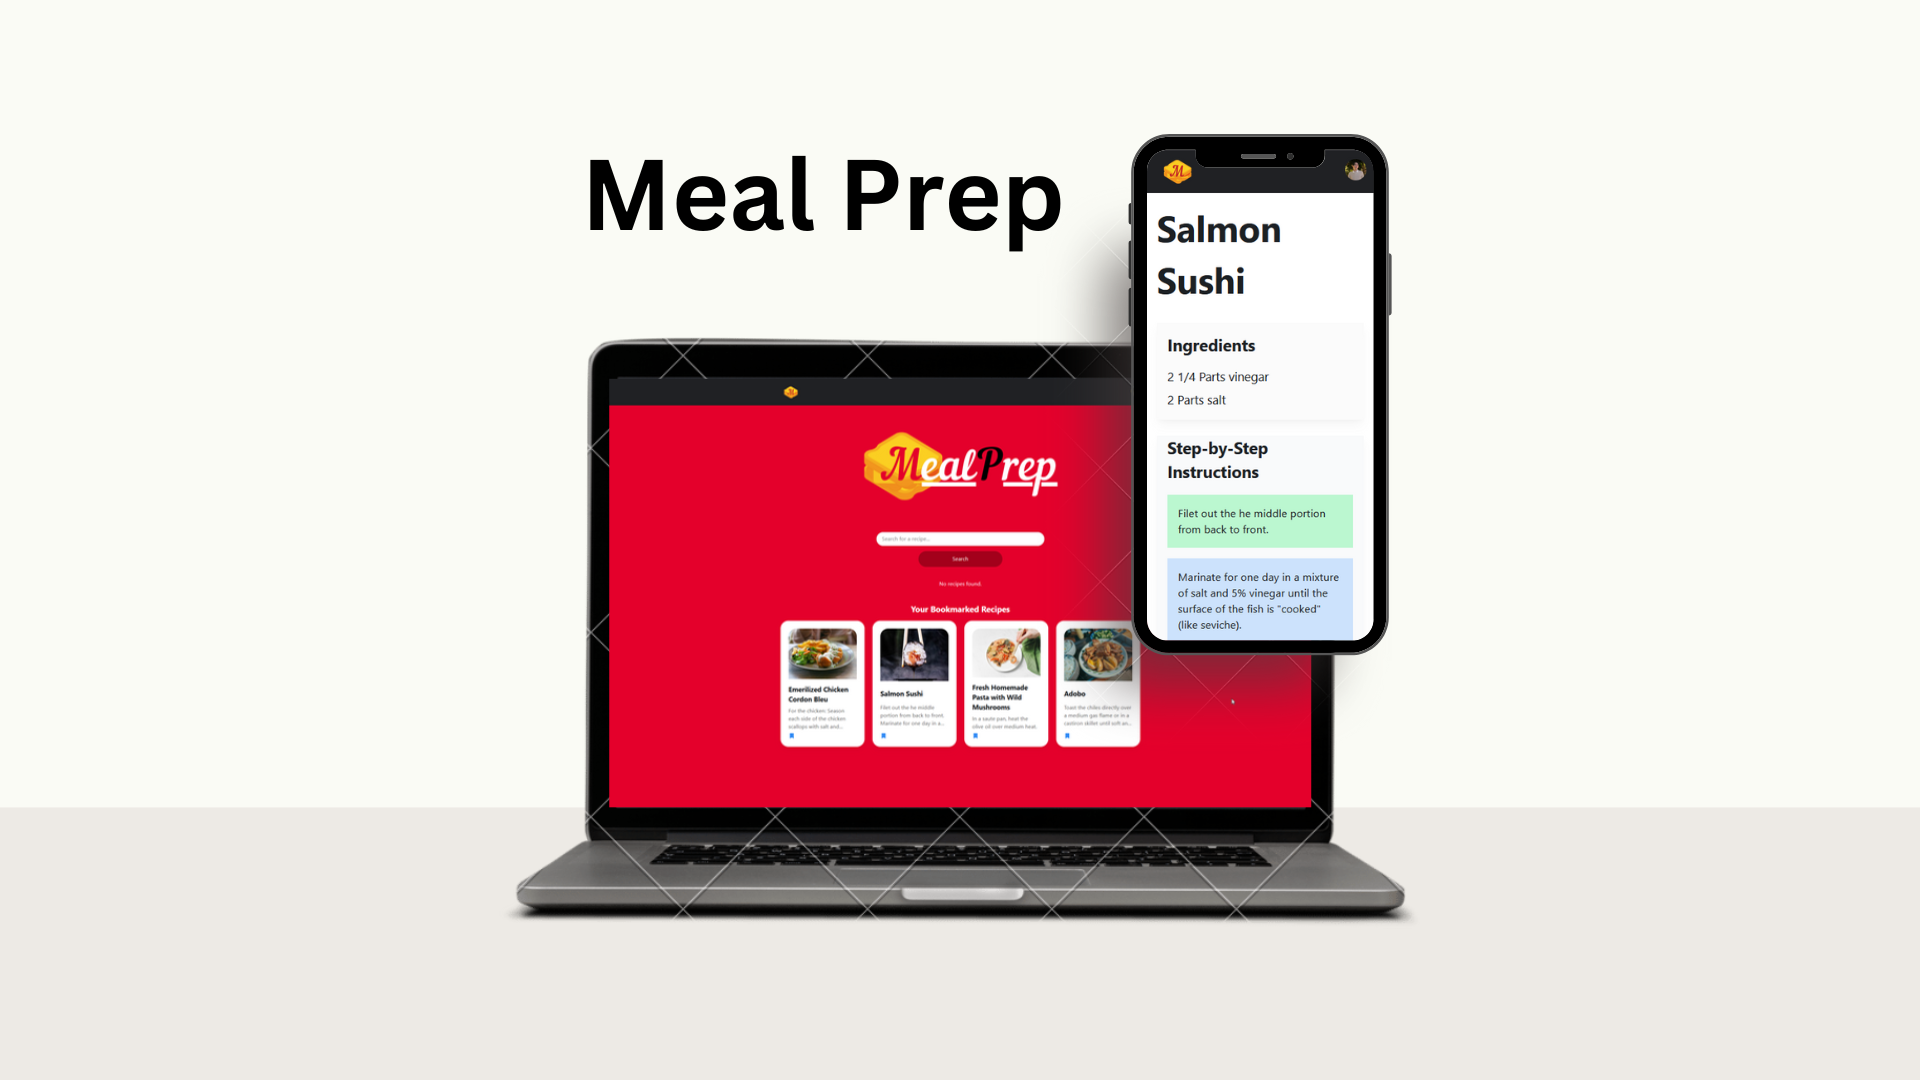 Meal Prep
M
Salmon
Sushi
Ingredients
2 1/4 Parts vinegar
2 Parts salt
Step-by-Step
Instructions
Filet out the he middle portion
from back to front.
Marinate for one day in a mixture
of salt and 5% vinegar until the
surface of the fish is "cooked"
(like seviche).
M
MealPrep
Search for a recipe...
Search
No recipes found.
Your Bookmarked Recipes
Emerilized Chicken
Cordon Bleu
For the chicken: Season
each side of the chicken
scallops with salt and...
Salmon Sushi
Filet out the he middle
portion from back to front.
Marinate for one day in a...
Fresh Homemade
Pasta with Wild
Mushrooms
In a saute pan, heat the
olive oil over medium heat.
Adobo
Toast the chiles directly over
a medium gas flame or in a
castiron skillet until soft an...